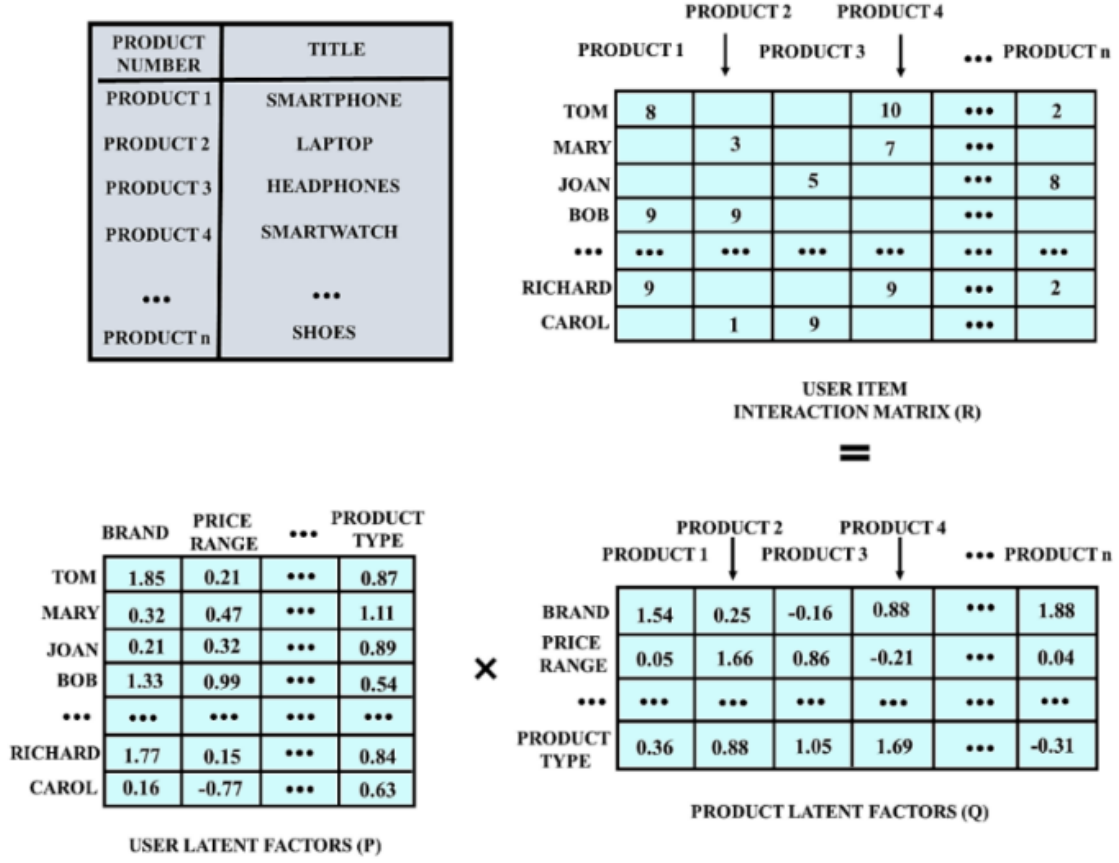 PRODUCT NUMBER TITLE
PRODUCT 1 SMARTPHONE
PRODUCT 2 LAPTOP
PRODUCT 3 HEADPHONES
PRODUCT 4 SMARTWATCH
••• •••
PRODUCT n SHOES
PRODUCT 2 PRODUCT 4
PRODUCT 1 PRODUCT 3 ••• PRODUCT n
TOM 8 10 ••• 2
MARY 3 7 •••
JOAN 5 ••• 8
BOB 9 9 •••
••• ••• ••• ••• ••• ••• •••
RICHARD 9 9 ••• 2
CAROL 1 9 •••
USER ITEM
INTERACTION MATRIX (R)
=
BRAND PRICE RANGE ••• PRODUCT TYPE
TOM 1.85 0.21 ••• 0.87
MARY 0.32 0.47 ••• 1.11
JOAN 0.21 0.32 ••• 0.89
BOB 1.33 0.99 ••• 0.54
••• ••• ••• ••• •••
RICHARD 1.77 0.15 ••• 0.84
CAROL 0.16 -0.77 ••• 0.63
USER LATENT FACTORS (P)
×
PRODUCT 2 PRODUCT 4
PRODUCT 1 PRODUCT 3 ••• PRODUCT n
BRAND 1.54 0.25 -0.16 0.88 ••• 1.88
PRICE RANGE 0.05 1.66 0.86 -0.21 ••• 0.04
••• ••• ••• ••• ••• ••• •••
PRODUCT TYPE 0.36 0.88 1.05 1.69 ••• -0.31
PRODUCT LATENT FACTORS (Q)